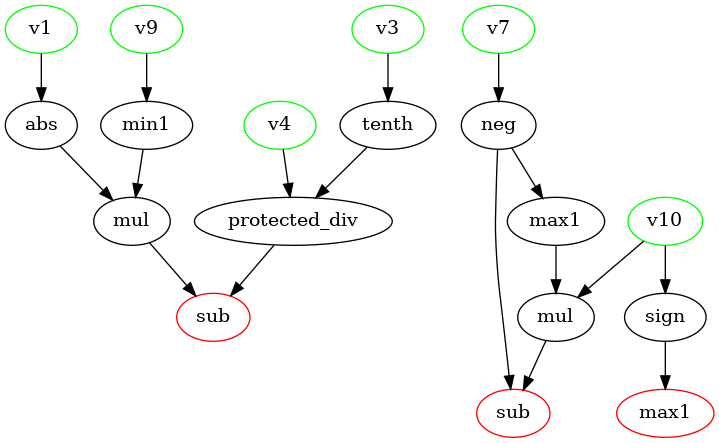 v1
v9
v3
v7
abs
min1
v4
tenth
neg
mul
protected_div
max1
v10
sub
mul
sign
sub
max1